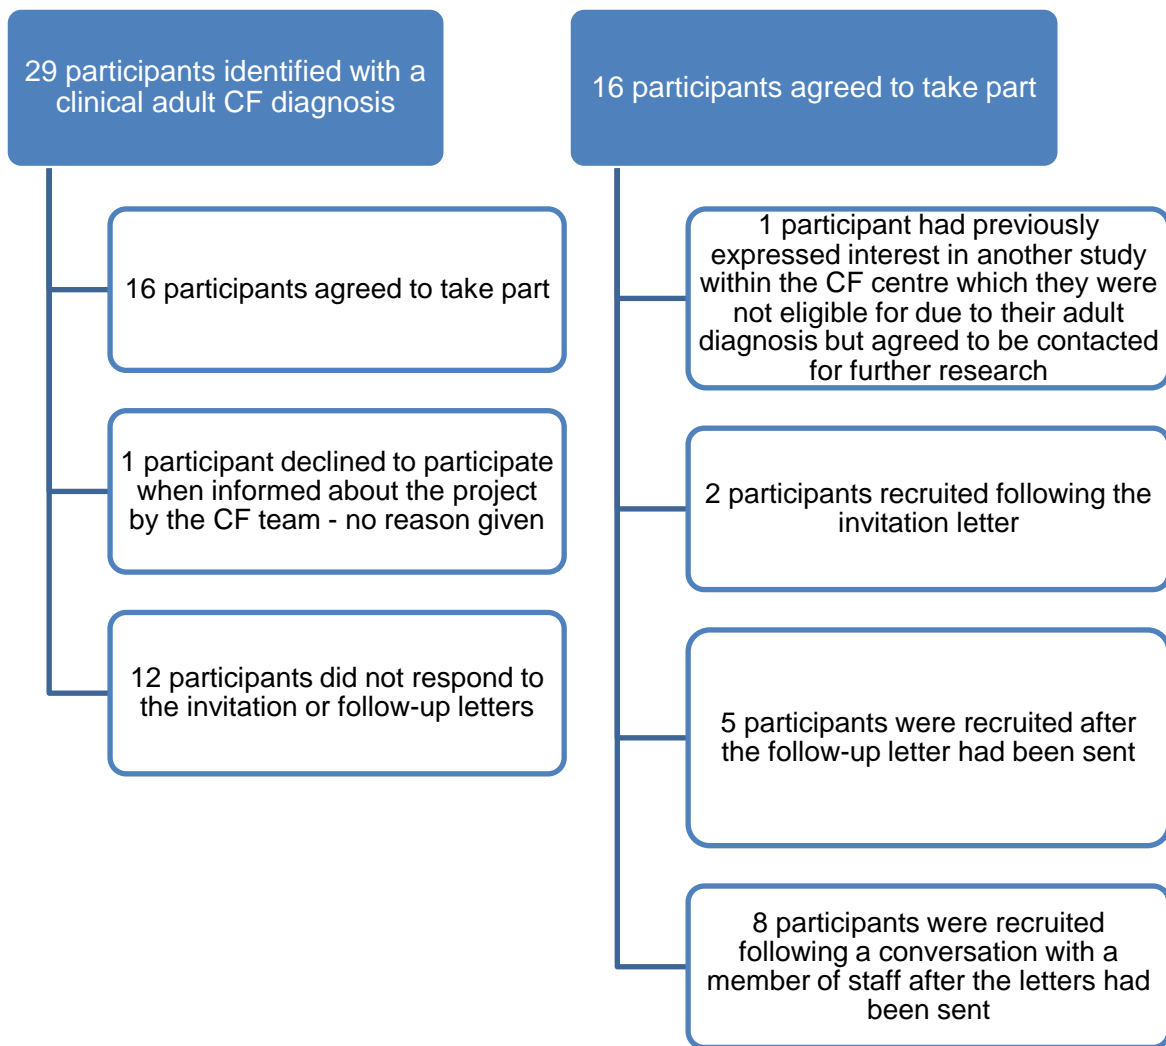 29 participants identified with a
clinical adult CF diagnosis
16 participants agreed to take part
1 participant declined to participate
when informed about the project
by the CF team - no reason given
12 participants did not respond to
the invitation or follow-up letters
16 participants agreed to take part
1 participant had previously
expressed interest in another study
within the CF centre which they were
not eligible for due to their adult
diagnosis but agreed to be contacted
for further research
2 participants recruited following the
invitation letter
5 participants were recruited after
the follow-up letter had been sent
8 participants were recruited
following a conversation with a
member of staff after the letters had
been sent